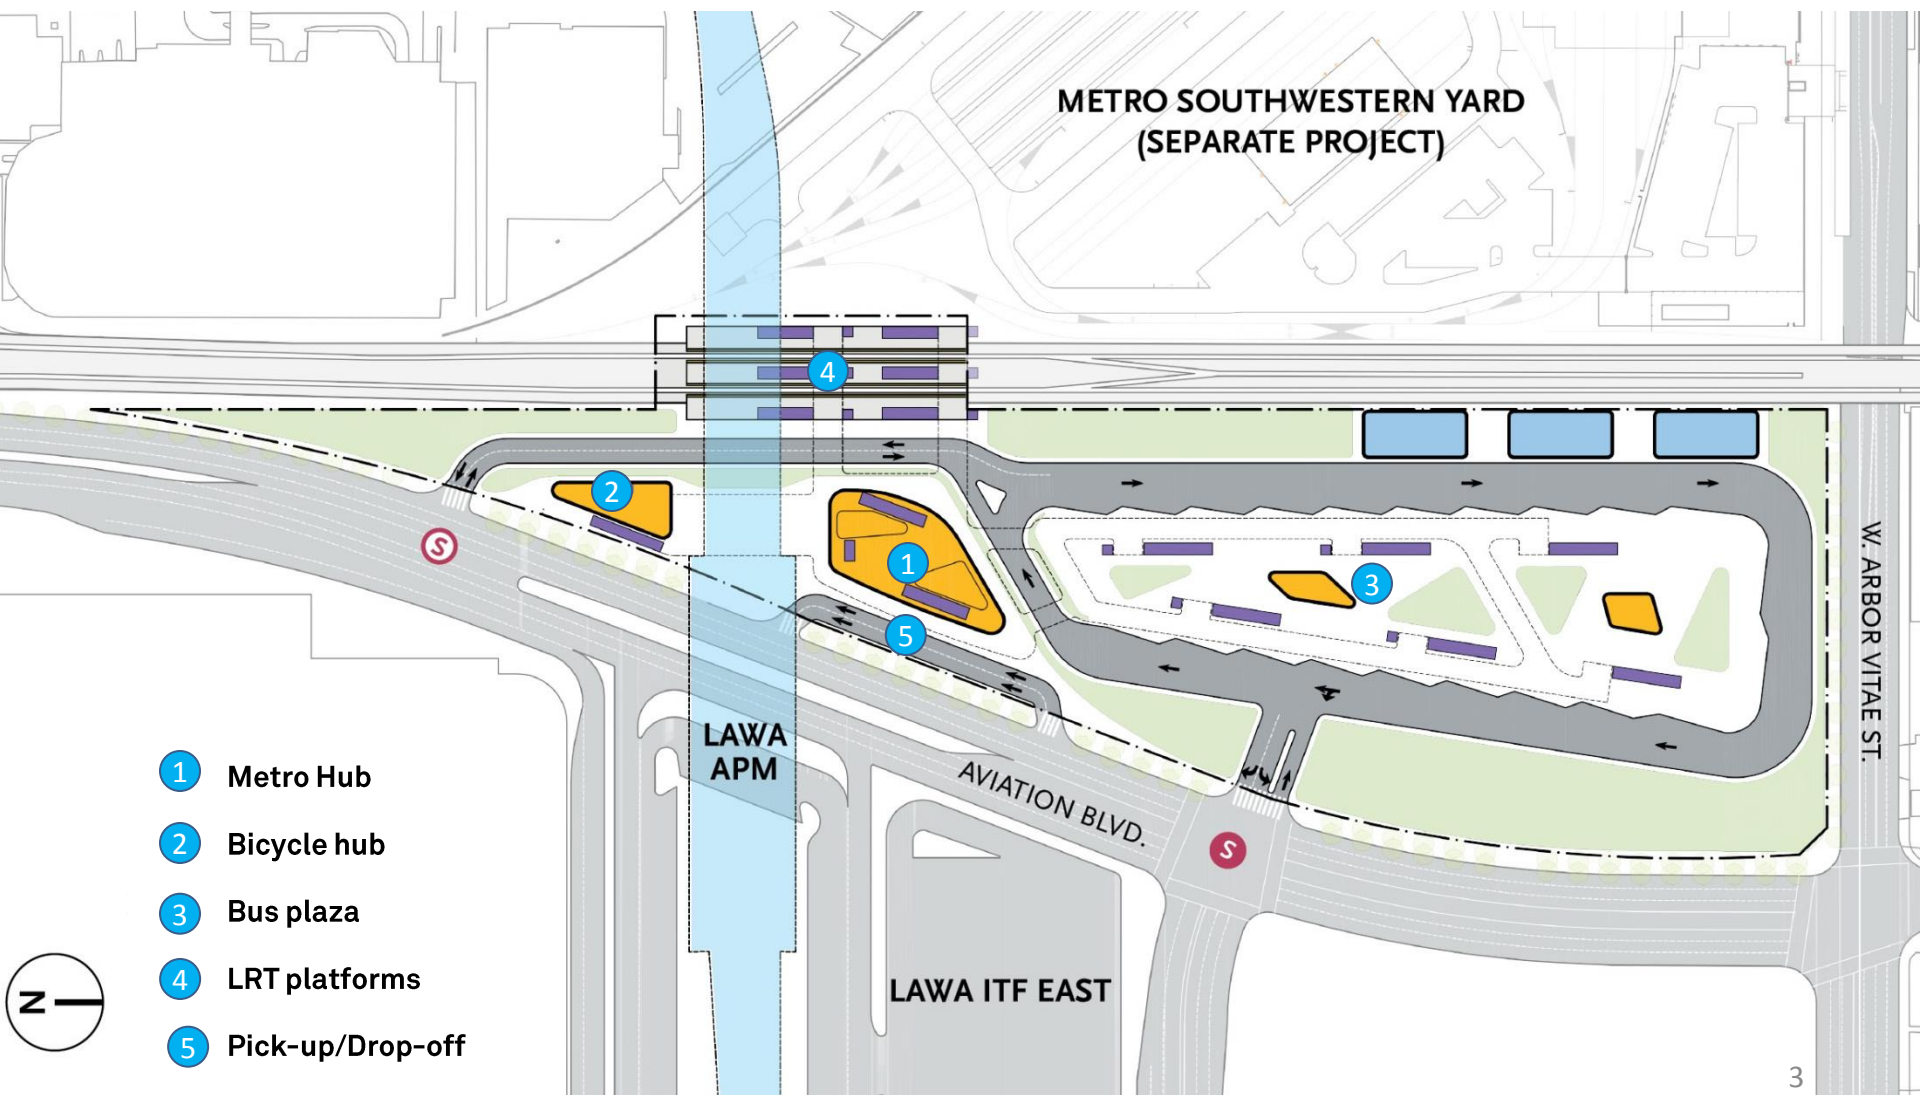 METRO SOUTHWESTERN YARD
(SEPARATE PROJECT)
4
2
1
3
5
S
S
W. ARBOR VITAE ST.
LAWA
APM
AVIATION BLVD.
LAWA ITF EAST
1 Metro Hub
2 Bicycle hub
3 Bus plaza
4 LRT platforms
5 Pick-up/Drop-off
N
3